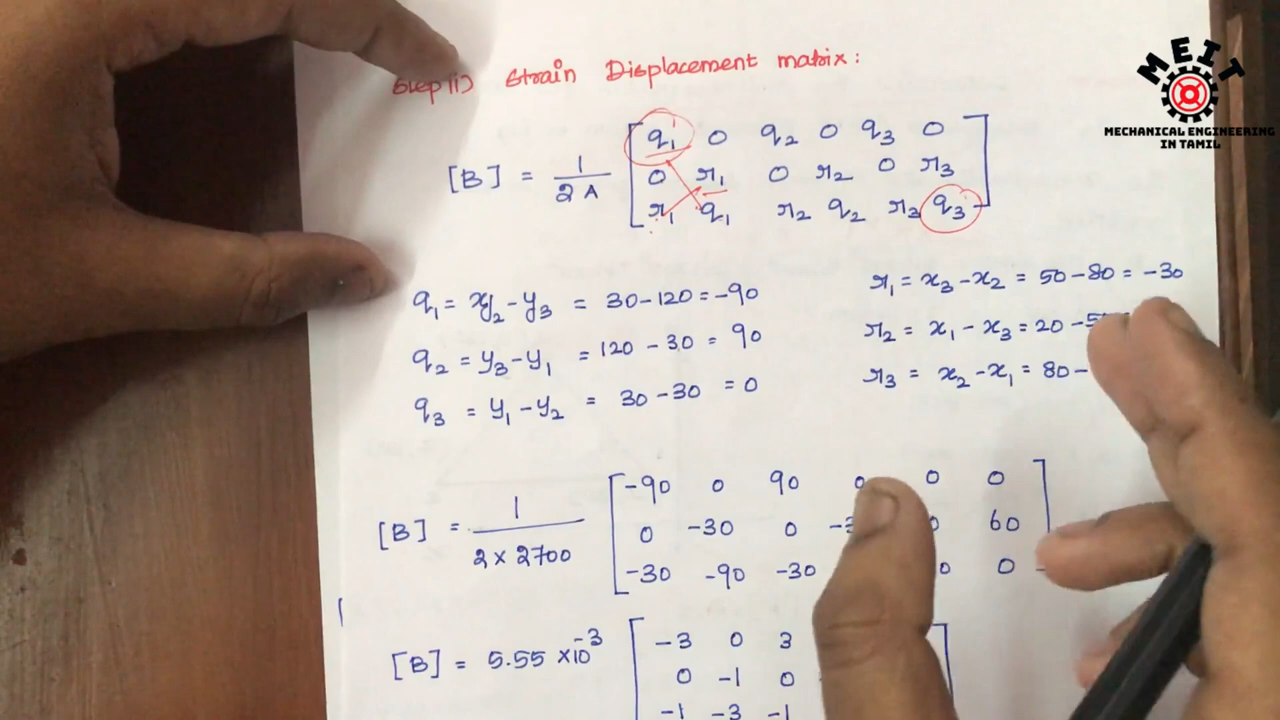 MEIT
MECHANICAL ENGINEERING
IN TAMIL
Step ii) Strain Displacement matrix:
[B] = 1/2A [ q₁ 0 q₂ 0 q₃ 0
0 r₁ 0 r₂ 0 r₃
r₁ q₁ r₂ q₂ r₃ q₃ ]
q₁ = y₂ - y₃ = 30 - 120 = -90
r₁ = x₃ - x₂ = 50 - 80 = -30
q₂ = y₃ - y₁ = 120 - 30 = 90
r₂ = x₁ - x₃ = 20 -
q₃ = y₁ - y₂ = 30 - 30 = 0
r₃ = x₂ - x₁ = 80 -
[B] = 1/2 × 2700 [ -90 0 90 0 0 0
0 -30 0 0 60
-30 -90 -30 0 0 ]
[B] = 5.55 × 10⁻³ [ -3 0 3
0 -1 0
-1 -3 -1 ]